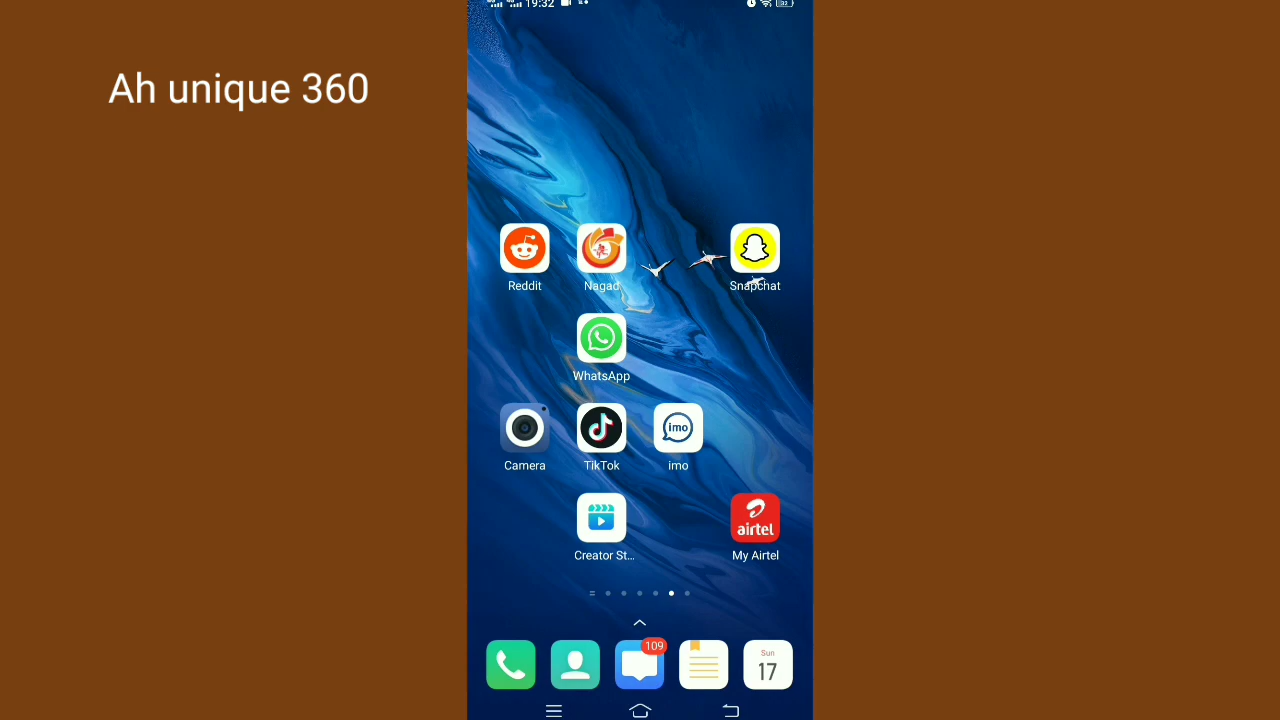 19:32
Ah unique 360
Reddit
Nagad
Snapchat
WhatsApp
imo
Camera
TikTok
imo
airtel
Creator St...
My Airtel
109
Sun
17